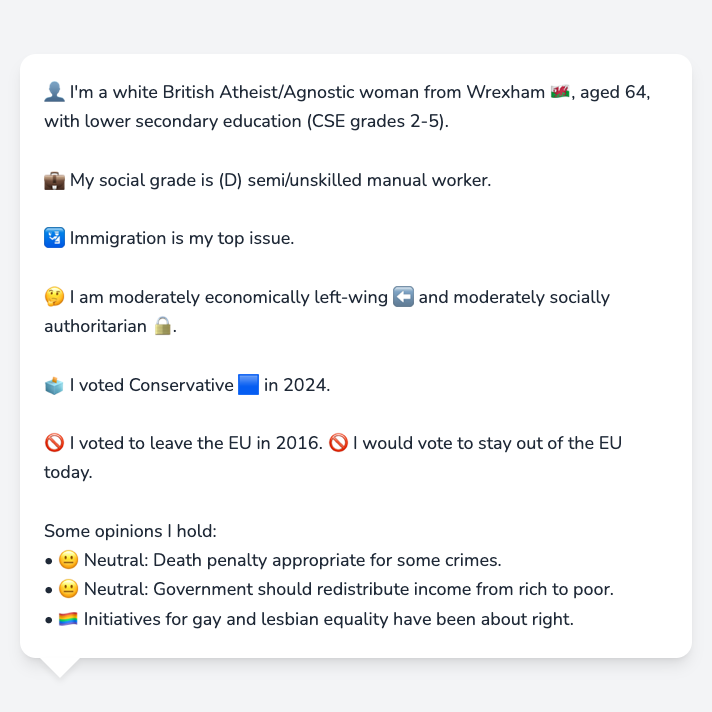 👤 I'm a white British Atheist/Agnostic woman from Wrexham 🏴󠁧󠁢󠁷󠁬󠁳󠁿, aged 64,
with lower secondary education (CSE grades 2-5).
💼 My social grade is (D) semi/unskilled manual worker.
🛂 Immigration is my top issue.
🤔 I am moderately economically left-wing ⬅️ and moderately socially
authoritarian 🔒.
🗳️ I voted Conservative 🟦 in 2024.
🚫 I voted to leave the EU in 2016. 🚫 I would vote to stay out of the EU
today.
Some opinions I hold:
• 😐 Neutral: Death penalty appropriate for some crimes.
• 😐 Neutral: Government should redistribute income from rich to poor.
• 🏳️‍🌈 Initiatives for gay and lesbian equality have been about right.